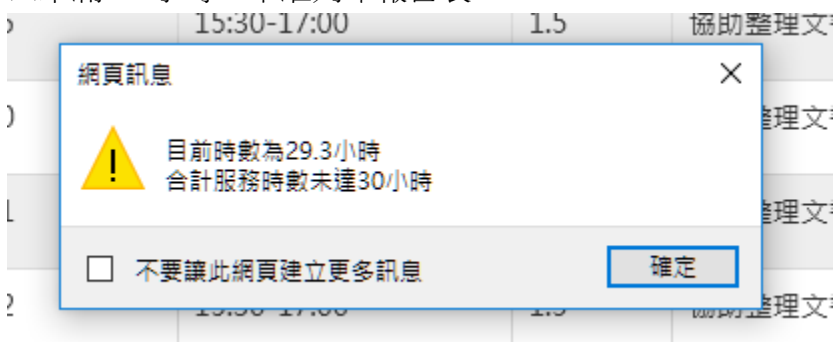 15:30-17:00 1.5 協助整理文
網頁訊息
整理文
目前時數為29.3小時
合計服務時數未達30小時
整理文
不要讓此網頁建立更多訊息 確定
整理文